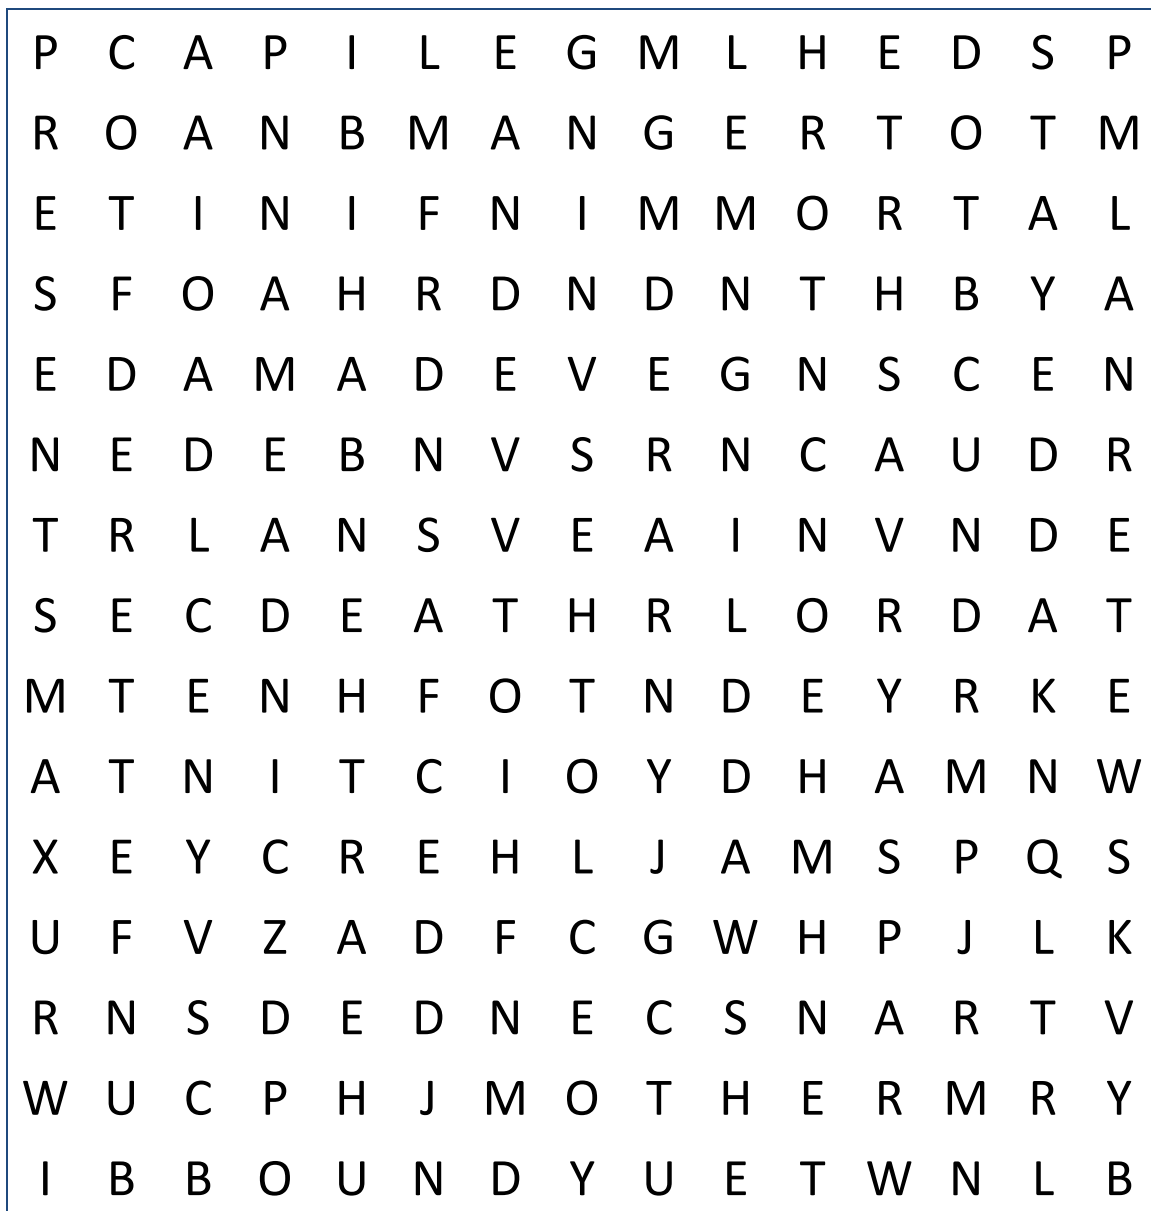 P C A P I L E G M L H E D S P
R O A N B M A N G E R T O T M
E T I N I F N I M M O R T A L
S F O A H R D N D N T H B Y A
E D A M A D E V E G N S C E N
N E D E B N V S R N C A U D R
T R L A N S V E A I N V N D E
S E C D E A T H R L O R D A T
M T E N H F O T N D E Y R K E
A T N I T C I O Y D H A M N W
X E Y C R E H L J A M S P Q S
U F V Z A D F C G W H P J L K
R N S D E D N E C S N A R T V
W U C P H J M O T H E R M R Y
I B B O U N D Y U E T W N L B